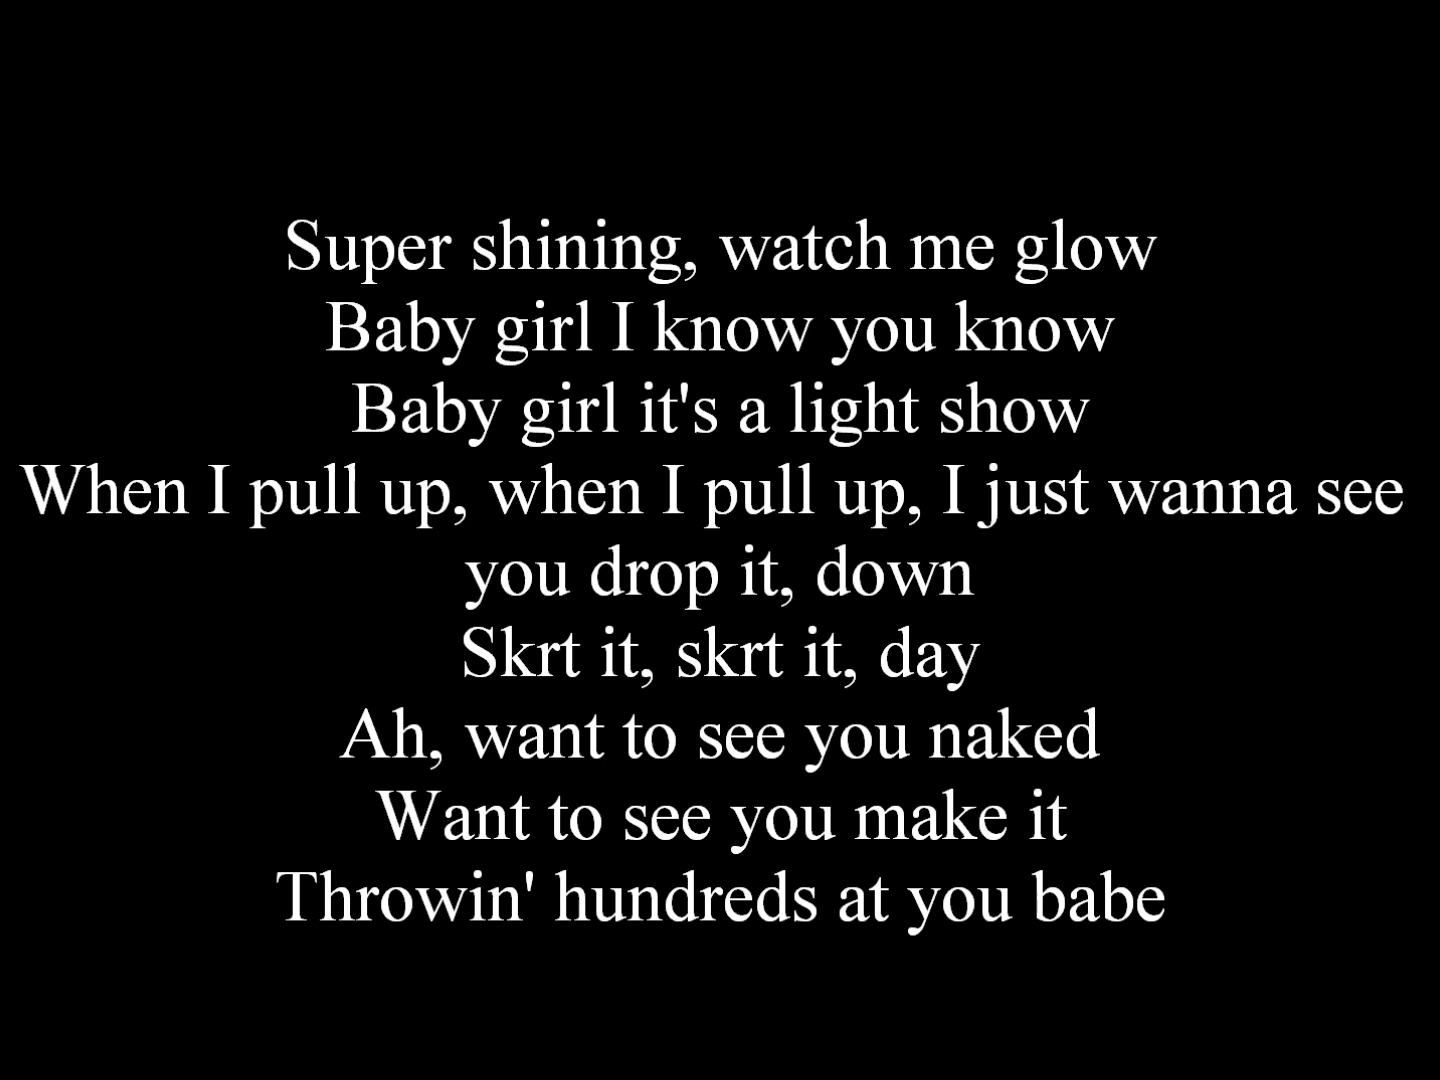 Super shining, watch me glow
Baby girl I know you know
Baby girl it's a light show
When I pull up, when I pull up, I just wanna see
you drop it, down
Skrt it, skrt it, day
Ah, want to see you naked
Want to see you make it
Throwin' hundreds at you babe